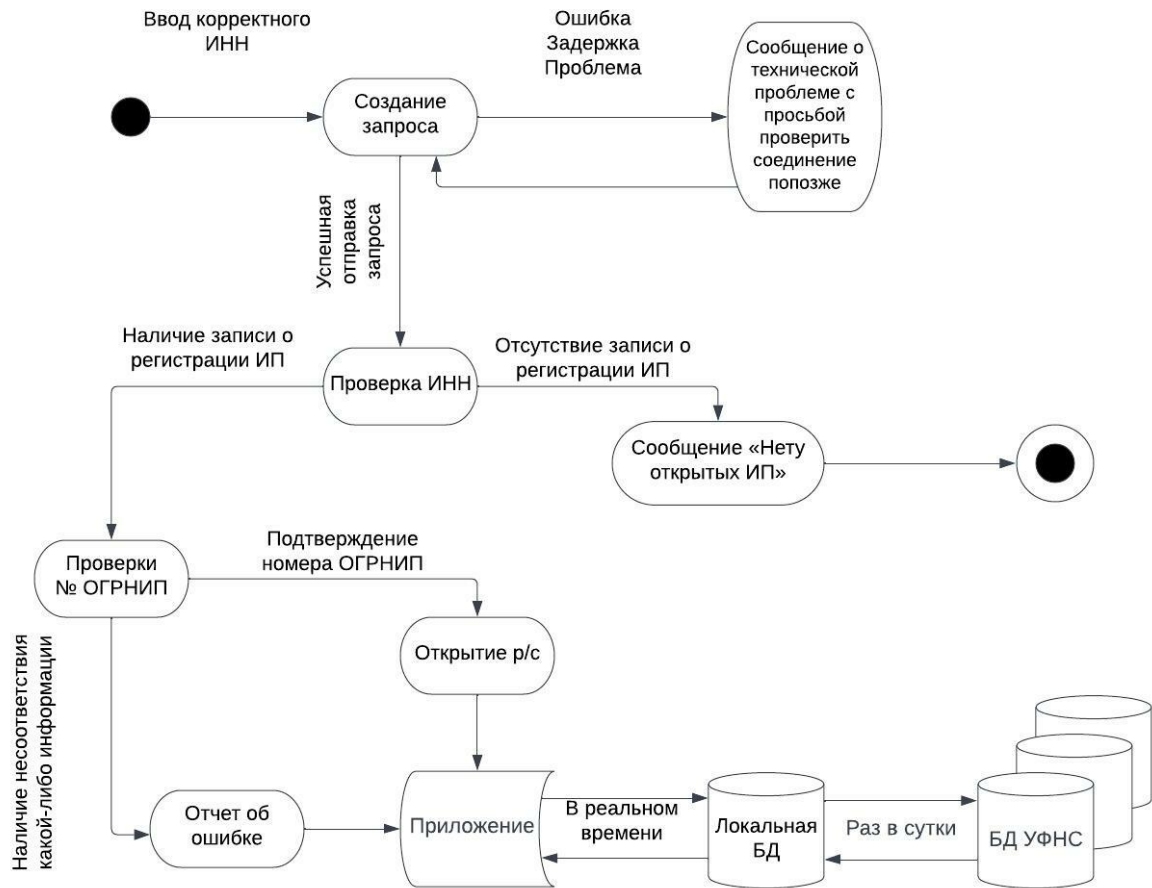 Ввод корректного
ИНН
Ошибка
Задержка
Проблема
Сообщение о
технической
проблеме с
просьбой
проверить
соединение
попозже
Создание
запроса
Успешная
отправка
запроса
Наличие записи о
регистрации ИП
Проверка ИНН
Отсутствие записи о
регистрации ИП
Сообщение «Нету
открытых ИП»
Проверки
№ ОГРНИП
Подтверждение
номера ОГРНИП
Открытие р/с
Наличие несоответствия
какой-либо информации
Отчет об
ошибке
Приложение
В реальном
времени
Локальная
БД
Раз в сутки
БД УФНС